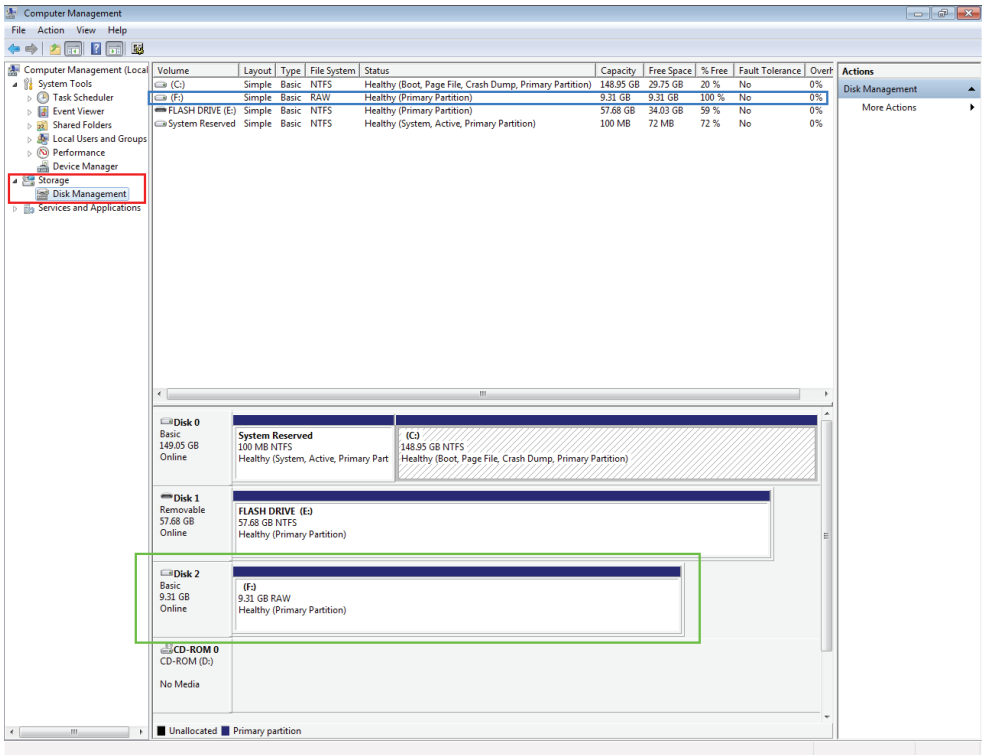 Computer Management
File Action View Help
Computer Management (Local
System Tools
Task Scheduler
Event Viewer
Shared Folders
Local Users and Groups
Performance
Device Manager
Storage
Disk Management
Services and Applications
Volume Layout Type File System Status Capacity Free Space % Free Fault Tolerance Overh
(C:) Simple Basic NTFS Healthy (Boot, Page File, Crash Dump, Primary Partition) 148.95 GB 29.75 GB 20 % No 0%
(F:) Simple Basic RAW Healthy (Primary Partition) 9.31 GB 9.31 GB 100 % No 0%
FLASH DRIVE (E:) Simple Basic NTFS Healthy (Primary Partition) 57.68 GB 34.03 GB 59 % No 0%
System Reserved Simple Basic NTFS Healthy (System, Active, Primary Partition) 100 MB 72 MB 72 % No 0%
Actions
Disk Management
More Actions
Disk 0
Basic
149.05 GB
Online
System Reserved
100 MB NTFS
Healthy (System, Active, Primary Part
(C:)
148.95 GB NTFS
Healthy (Boot, Page File, Crash Dump, Primary Partition)
Disk 1
Removable
57.68 GB
Online
FLASH DRIVE (E:)
57.68 GB NTFS
Healthy (Primary Partition)
Disk 2
Basic
9.31 GB
Online
(F:)
9.31 GB RAW
Healthy (Primary Partition)
CD-ROM 0
CD-ROM (D:)
No Media
Unallocated Primary partition